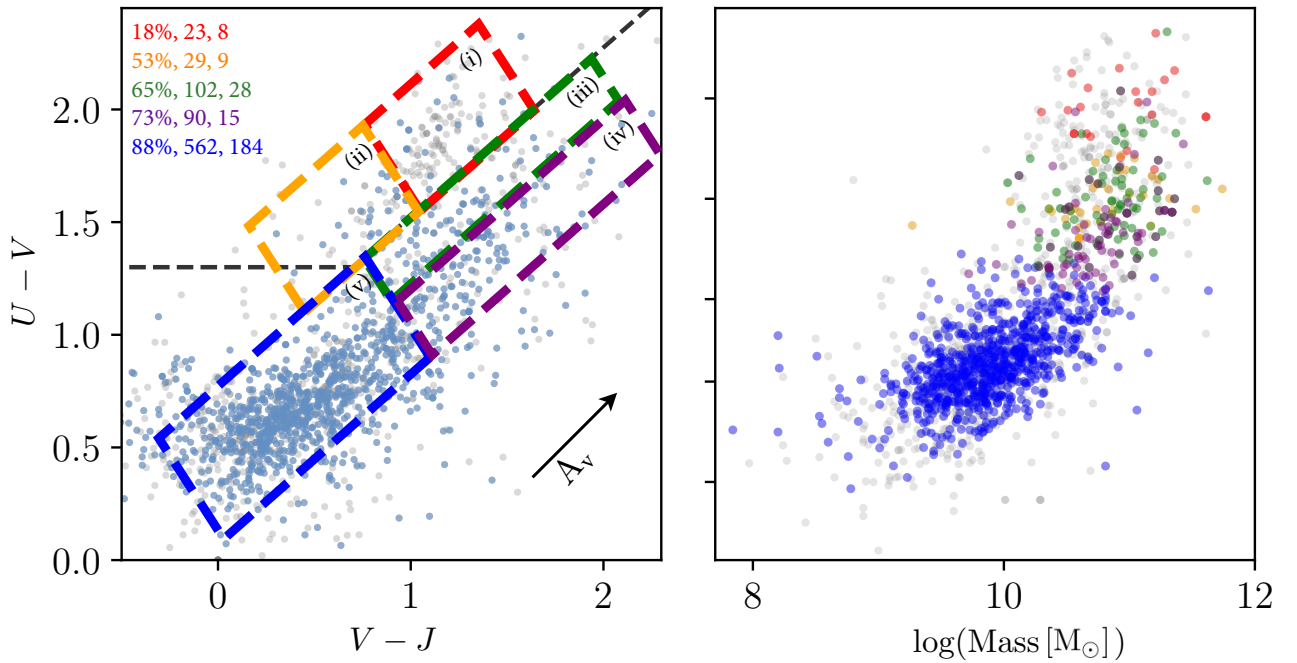 18%, 23, 8
53%, 29, 9
65%, 102, 28
73%, 90, 15
88%, 562, 184
(i)
(ii)
(iii)
(iv)
(v)
A_v
2.0
1.5
1.0
0.5
0.0
U − V
0 1 2
V − J
8 10 12
log(Mass [M_⊙])